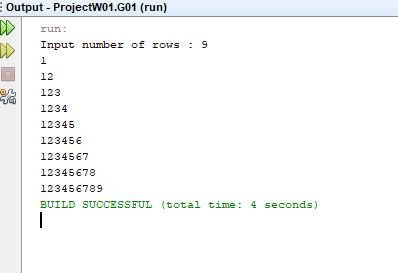 Output - ProjectW01.G01 (run)
run:
Input number of rows : 9
1
12
123
1234
12345
123456
1234567
12345678
123456789
BUILD SUCCESSFUL (total time: 4 seconds)